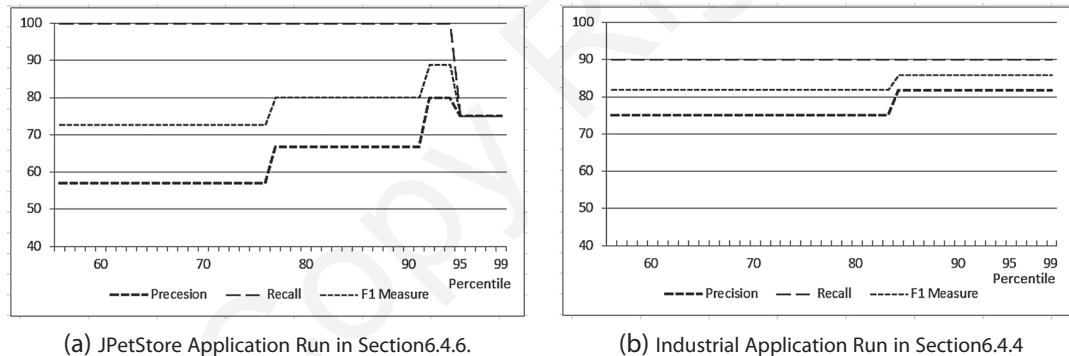 100
90
80
70
60
50
40
60
70
80
90
95
99
Percentile
Precesion
Recall
F1 Measure
(a) JPetStore Application Run in Section6.4.6.
100
90
80
70
60
50
40
60
70
80
90
95
99
Percentile
Precision
Recall
F1 Measure
(b) Industrial Application Run in Section6.4.4
Copy